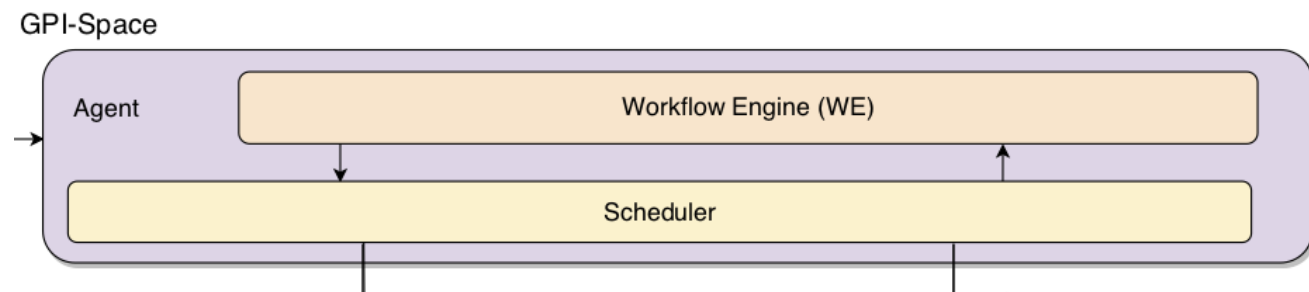 GPI-Space
Agent
Workflow Engine (WE)
Scheduler